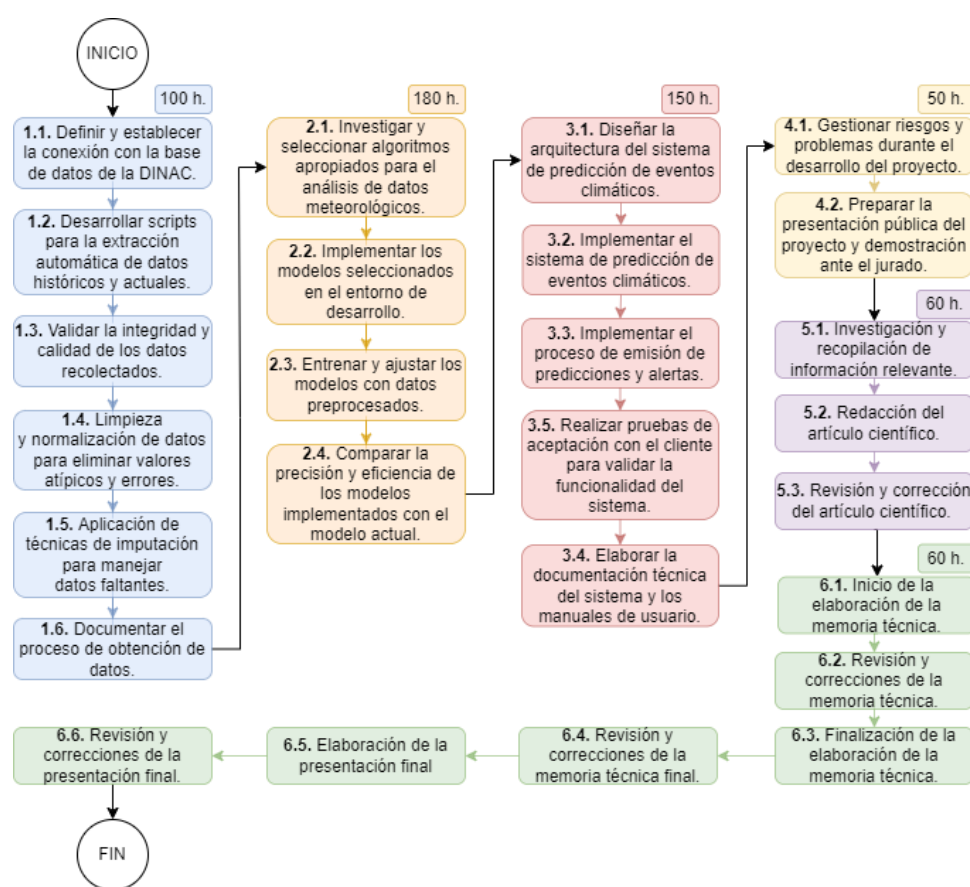 INICIO
100 h.
1.1. Definir y establecer
la conexión con la base
de datos de la DINAC.
1.2. Desarrollar scripts
para la extracción
automática de datos
históricos y actuales.
1.3. Validar la integridad y
calidad de los datos
recolectados.
1.4. Limpieza
y normalización de datos
para eliminar valores
atípicos y errores.
1.5. Aplicación de
técnicas de imputación
para manejar
datos faltantes.
1.6. Documentar el
proceso de obtención de
datos.
180 h.
2.1. Investigar y
seleccionar algoritmos
apropiados para el
análisis de datos
meteorológicos.
2.2. Implementar los
modelos seleccionados
en el entorno de
desarrollo.
2.3. Entrenar y ajustar los
modelos con datos
preprocesados.
2.4. Comparar la
precisión y eficiencia de
los modelos
implementados con el
modelo actual.
150 h.
3.1. Diseñar la
arquitectura del sistema
de predicción de eventos
climáticos.
3.2. Implementar el
sistema de predicción de
eventos climáticos.
3.3. Implementar el
proceso de emisión de
predicciones y alertas.
3.5. Realizar pruebas de
aceptación con el cliente
para validar la
funcionalidad del
sistema.
3.4. Elaborar la
documentación técnica
del sistema y los
manuales de usuario.
50 h.
4.1. Gestionar riesgos y
problemas durante el
desarrollo del proyecto.
4.2. Preparar la
presentación pública del
proyecto y demostración
ante el jurado.
60 h.
5.1. Investigación y
recopilación de
información relevante.
5.2. Redacción del
artículo científico.
5.3. Revisión y corrección
del artículo científico.
60 h.
6.1. Inicio de la
elaboración de la
memoria técnica.
6.2. Revisión y
correcciones de la
memoria técnica.
6.3. Finalización de la
elaboración de la
memoria técnica.
6.4. Revisión y
correcciones de la
memoria técnica final.
6.5. Elaboración de la
presentación final
6.6. Revisión y
correcciones de la
presentación final.
FIN